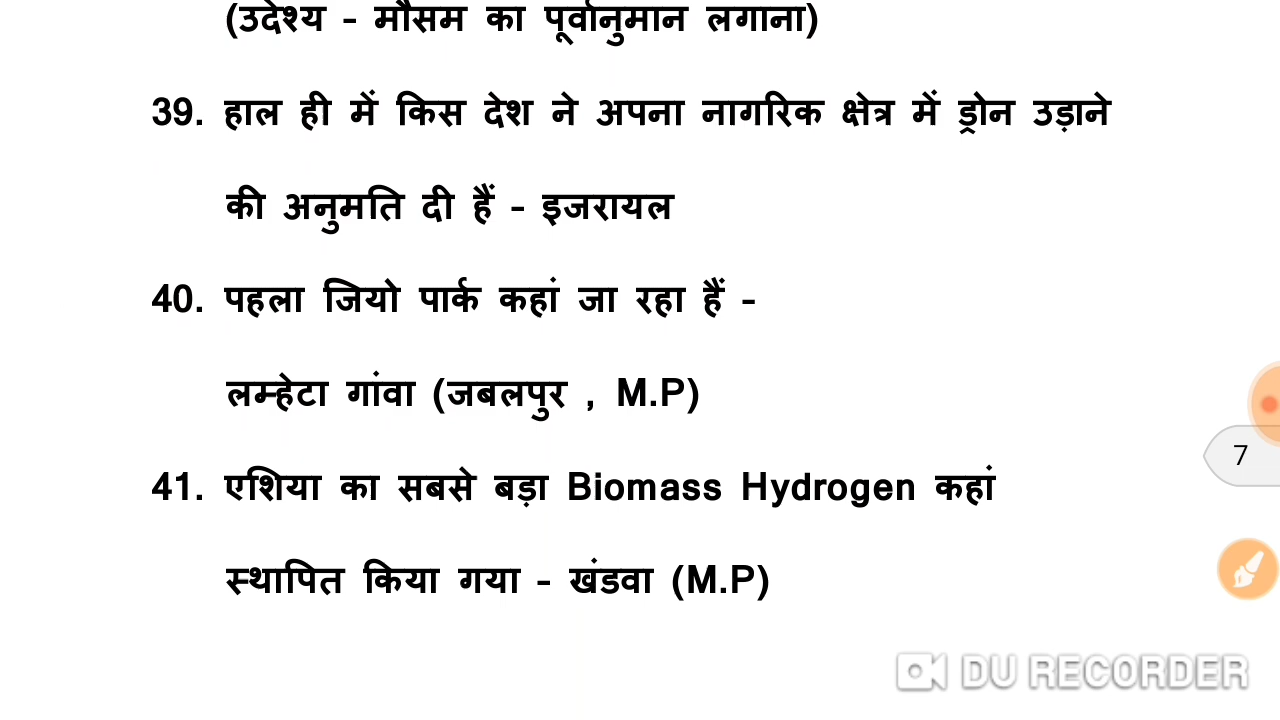 (उदेश्य - मौसम का पूर्वानुमान लगाना)
39. हाल ही में किस देश ने अपना नागरिक क्षेत्र में ड्रोन उड़ाने
की अनुमति दी हैं - इजरायल
40. पहला जियो पार्क कहां जा रहा हैं -
लम्हेटा गांवा (जबलपुर , M.P)
7
41. एशिया का सबसे बड़ा Biomass Hydrogen कहां
स्थापित किया गया - खंडवा (M.P)
DU RECORDER